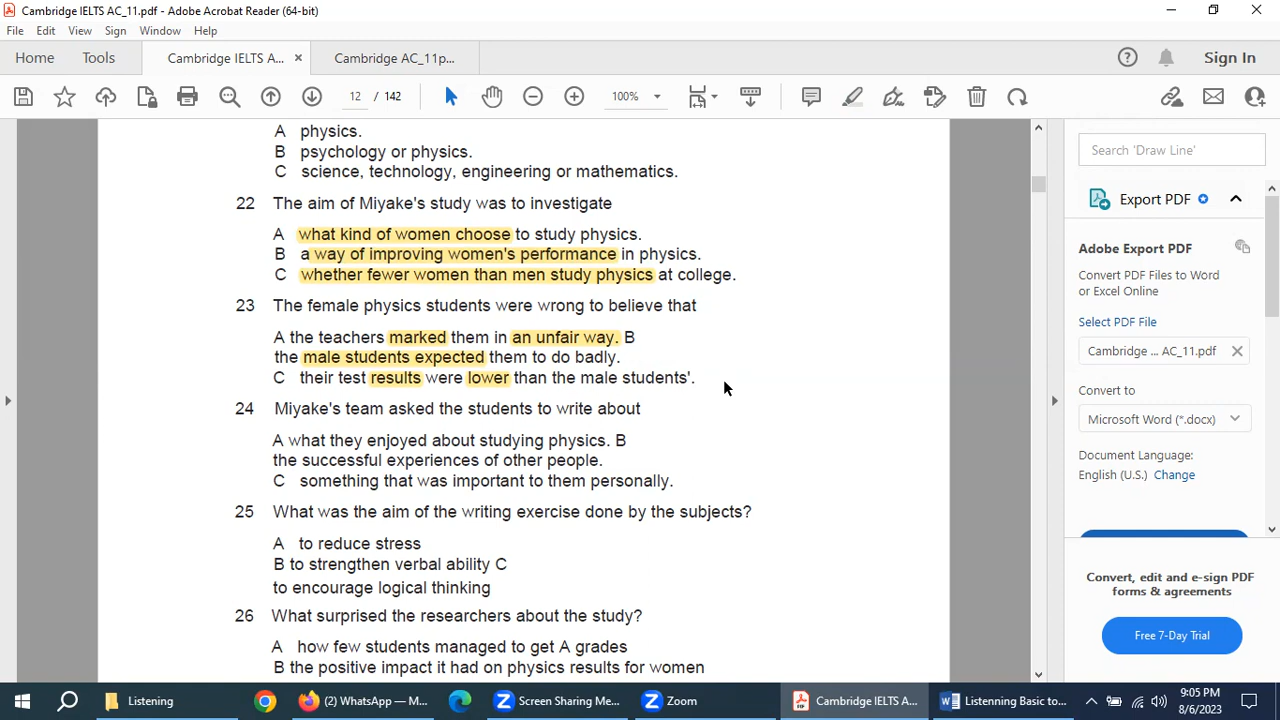 Cambridge IELTS AC_11.pdf - Adobe Acrobat Reader (64-bit)
File Edit View Sign Window Help
Home Tools Cambridge IELTS A... × Cambridge AC_11p... Sign In
12 / 142 100%
A physics.
B psychology or physics.
C science, technology, engineering or mathematics.
22 The aim of Miyake's study was to investigate
A what kind of women choose to study physics.
B a way of improving women's performance in physics.
C whether fewer women than men study physics at college.
23 The female physics students were wrong to believe that
A the teachers marked them in an unfair way. B
the male students expected them to do badly.
C their test results were lower than the male students'.
24 Miyake's team asked the students to write about
A what they enjoyed about studying physics. B
the successful experiences of other people.
C something that was important to them personally.
25 What was the aim of the writing exercise done by the subjects?
A to reduce stress
B to strengthen verbal ability C
to encourage logical thinking
26 What surprised the researchers about the study?
A how few students managed to get A grades
B the positive impact it had on physics results for women
Search 'Draw Line'
Export PDF
Adobe Export PDF
Convert PDF Files to Word
or Excel Online
Select PDF File
Cambridge ... AC_11.pdf
Convert to
Microsoft Word (*.docx)
Document Language:
English (U.S.) Change
Convert, edit and e-sign PDF
forms & agreements
Free 7-Day Trial
Listening (2) WhatsApp — M... Screen Sharing Me... Zoom Cambridge IELTS A... Listenning Basic to...
9:05 PM
8/6/2023